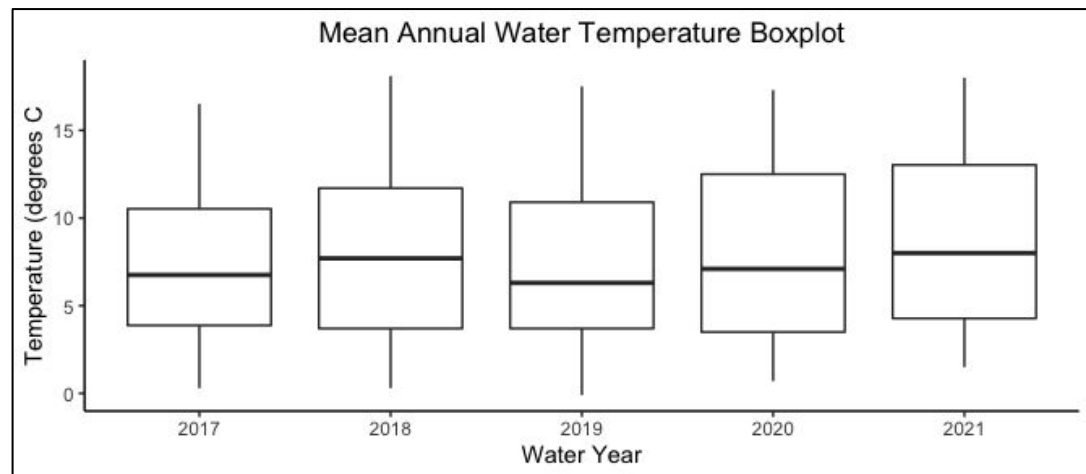 Mean Annual Water Temperature Boxplot
Temperature (degrees C
15
10
5
0
2017 2018 2019 2020 2021
Water Year